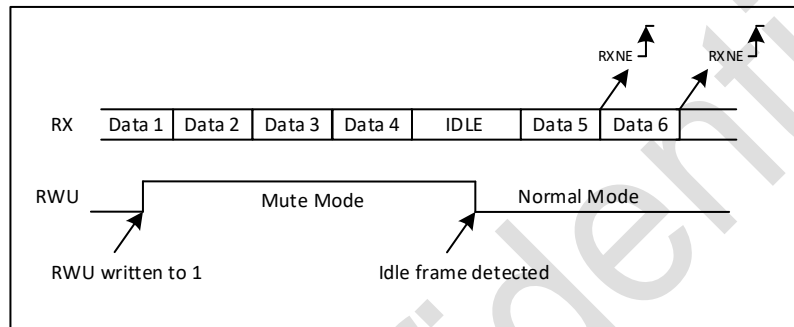 RXNE RXNE
RX Data 1 Data 2 Data 3 Data 4 IDLE Data 5 Data 6
RWU Mute Mode Normal Mode
RWU written to 1 Idle frame detected